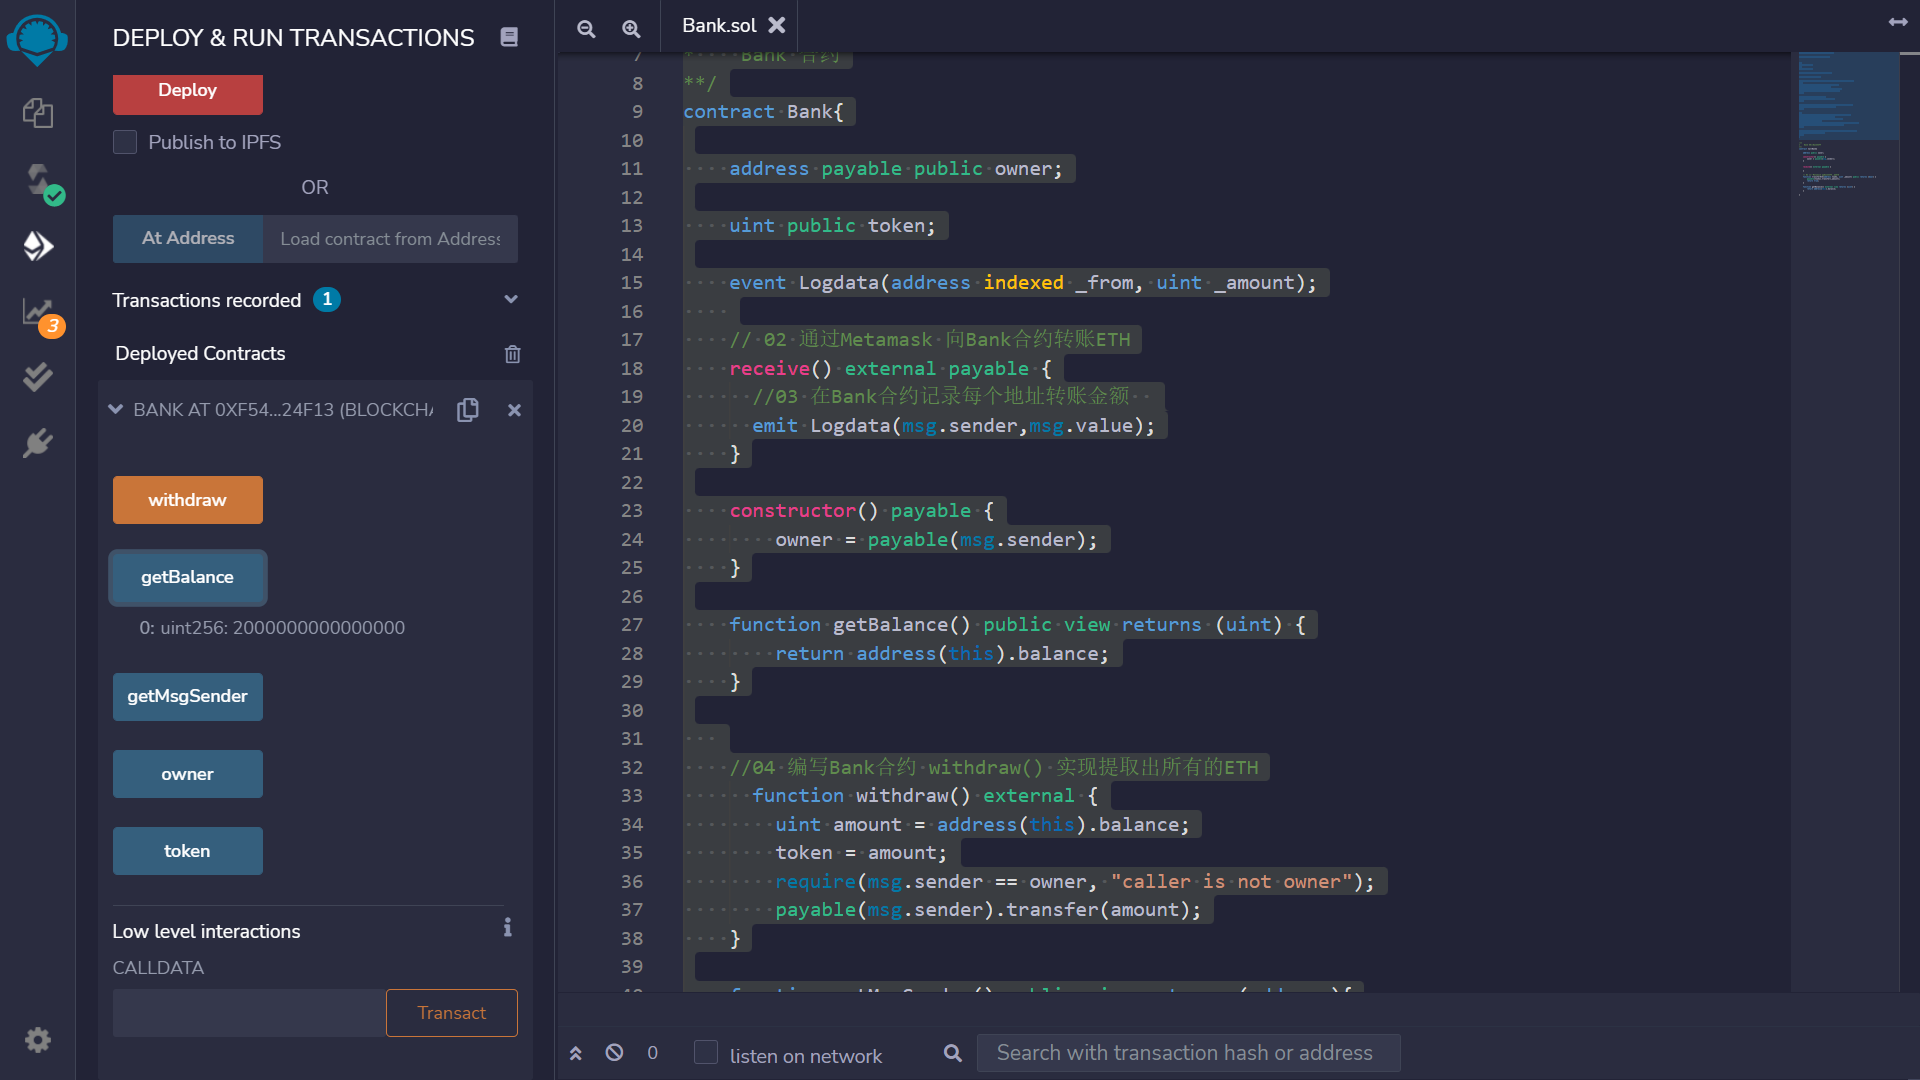 DEPLOY & RUN TRANSACTIONS
Deploy
Publish to IPFS
OR
At Address
Load contract from Address
Transactions recorded 1
Deployed Contracts
BANK AT 0XF54...24F13 (BLOCKCHA
withdraw
getBalance
0: uint256: 2000000000000000
getMsgSender
owner
token
Low level interactions
CALLDATA
Transact
3
Bank.sol
7 * Bank 合约
8 **/
9 contract Bank{
10
11 address payable public owner;
12
13 uint public token;
14
15 event Logdata(address indexed _from, uint _amount);
16
17 // 02 通过Metamask 向Bank合约转账ETH
18 receive() external payable {
19 //03 在Bank合约记录每个地址转账金额
20 emit Logdata(msg.sender,msg.value);
21 }
22
23 constructor() payable {
24 owner = payable(msg.sender);
25 }
26
27 function getBalance() public view returns (uint) {
28 return address(this).balance;
29 }
30
31
32 //04 编写Bank合约 withdraw() 实现提取出所有的ETH
33 function withdraw() external {
34 uint amount = address(this).balance;
35 token = amount;
36 require(msg.sender == owner, "caller is not owner");
37 payable(msg.sender).transfer(amount);
38 }
39
0
listen on network
Search with transaction hash or address